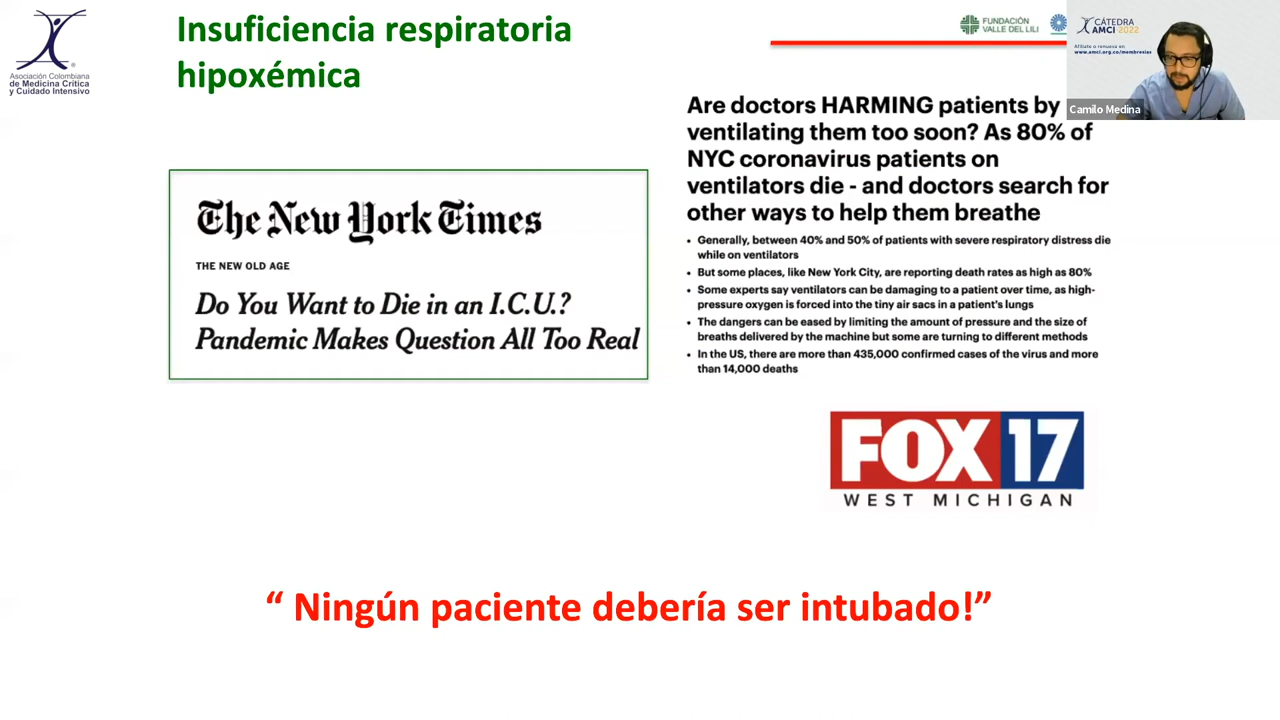 Insuficiencia respiratoria
hipoxémica
Asociación Colombiana
de Medicina Crítica
y Cuidado Intensivo
FUNDACIÓN
VALLE DEL LILI
CÁTEDRA
AMCI 2022
Afíliate o renueva en
www.amci.org.co/membresias
Camilo Medina
The New York Times
THE NEW OLD AGE
Do You Want to Die in an I.C.U.?
Pandemic Makes Question All Too Real
Are doctors HARMING patients by
ventilating them too soon? As 80% of
NYC coronavirus patients on
ventilators die - and doctors search for
other ways to help them breathe
• Generally, between 40% and 50% of patients with severe respiratory distress die
while on ventilators
• But some places, like New York City, are reporting death rates as high as 80%
• Some experts say ventilators can be damaging to a patient over time, as high-
pressure oxygen is forced into the tiny air sacs in a patient's lungs
• The dangers can be eased by limiting the amount of pressure and the size of
breaths delivered by the machine but some are turning to different methods
• In the US, there are more than 435,000 confirmed cases of the virus and more
than 14,000 deaths
FOX 17
WEST MICHIGAN
“ Ningún paciente debería ser intubado!”